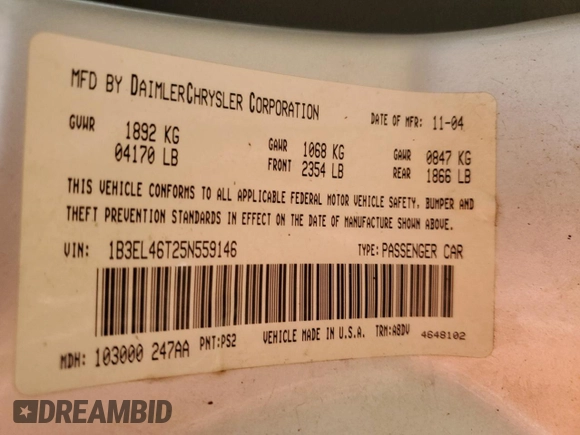 MFD BY DAIMLERCHRYSLER CORPORATION DATE OF MFR: 11-04
GVWR 1892 KG GAWR 1068 KG GAWR 0847 KG
04170 LB FRONT 2354 LB REAR 1866 LB
THIS VEHICLE CONFORMS TO ALL APPLICABLE FEDERAL MOTOR VEHICLE SAFETY, BUMPER AND
THEFT PREVENTION STANDARDS IN EFFECT ON THE DATE OF MANUFACTURE SHOWN ABOVE.
VIN: 1B3EL46T25N559146 TYPE: PASSENGER CAR
MDH: 103000 247AA PNT:PS2 VEHICLE MADE IN U.S.A. TRM:A8DV 4648102
DREAMBID